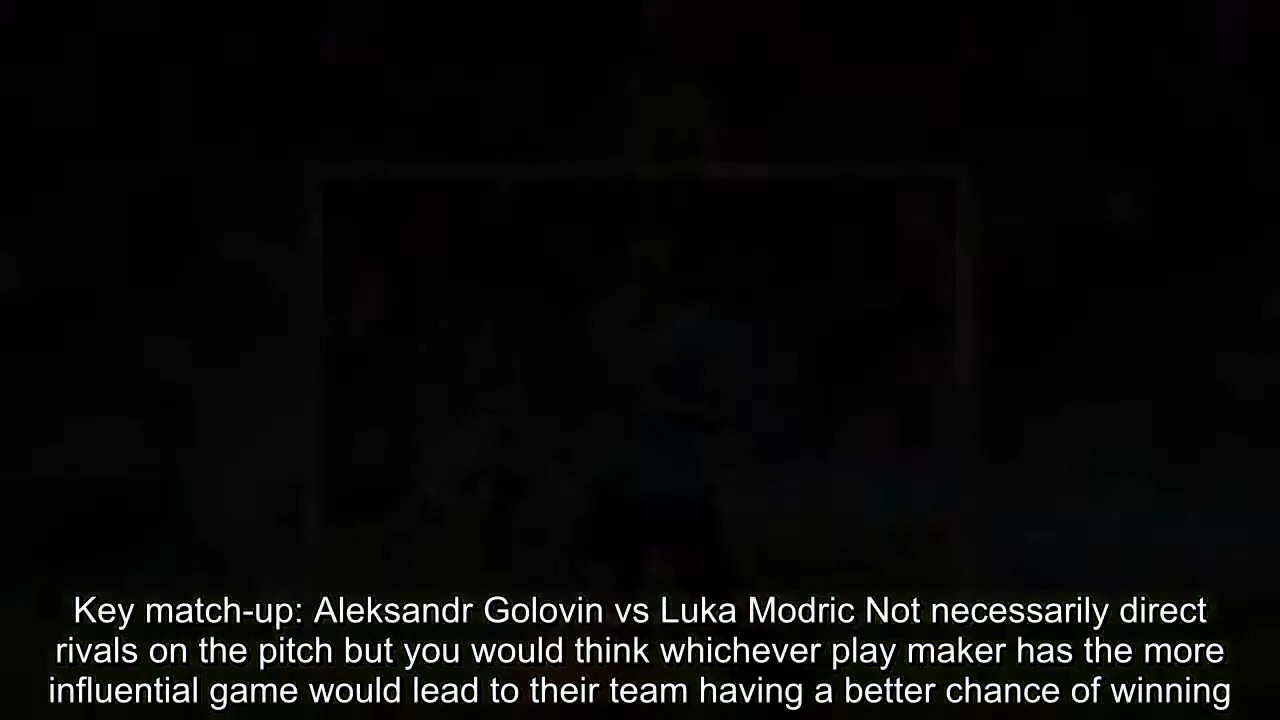 Key match-up: Aleksandr Golovin vs Luka Modric Not necessarily direct
rivals on the pitch but you would think whichever play maker has the more
influential game would lead to their team having a better chance of winning